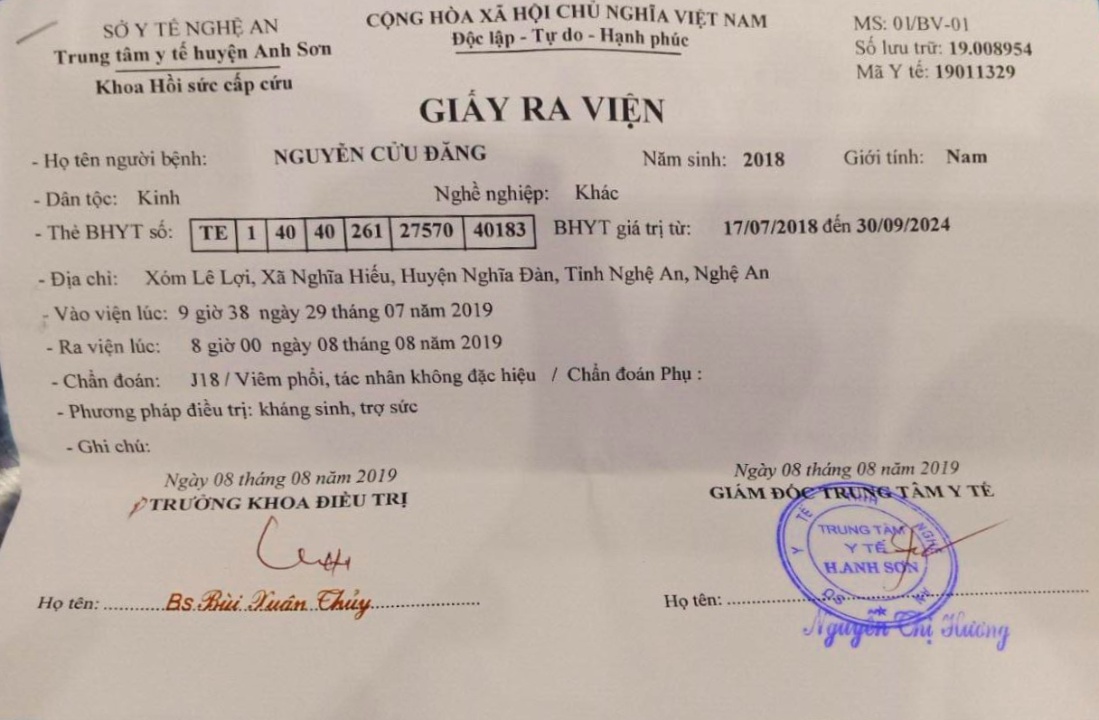 SỞ Y TẾ NGHỆ AN
Trung tâm y tế huyện Anh Sơn
Khoa Hồi sức cấp cứu
CỘNG HÒA XÃ HỘI CHỦ NGHĨA VIỆT NAM
Độc lập - Tự do - Hạnh phúc
MS: 01/BV-01
Số lưu trữ: 19.008954
Mã Y tế: 19011329
GIẤY RA VIỆN
- Họ tên người bệnh: NGUYỄN CỬU ĐĂNG Năm sinh: 2018 Giới tính: Nam
- Dân tộc: Kinh Nghề nghiệp: Khác
- Thẻ BHYT số: TE 1 40 40 261 27570 40183 BHYT giá trị từ: 17/07/2018 đến 30/09/2024
- Địa chỉ: Xóm Lê Lợi, Xã Nghĩa Hiếu, Huyện Nghĩa Đàn, Tỉnh Nghệ An, Nghệ An
- Vào viện lúc: 9 giờ 38 ngày 29 tháng 07 năm 2019
- Ra viện lúc: 8 giờ 00 ngày 08 tháng 08 năm 2019
- Chẩn đoán: J18 / Viêm phổi, tác nhân không đặc hiệu / Chẩn đoán Phụ :
- Phương pháp điều trị: kháng sinh, trợ sức
- Ghi chú:
Ngày 08 tháng 08 năm 2019
TRƯỞNG KHOA ĐIỀU TRỊ
Họ tên: Bs. Bùi Xuân Thủy
Ngày 08 tháng 08 năm 2019
GIÁM ĐỐC TRUNG TÂM Y TẾ
TRUNG TÂM
Y TẾ
H.ANH SƠN
Họ tên:
Nguyễn Thị Hương